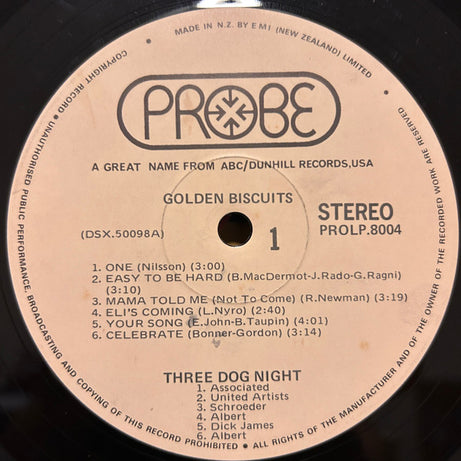 MADE IN N.Z. BY EMI (NEW ZEALAND) LIMITED
COPYRIGHT RECORD • UNAUTHORISED PUBLIC PERFORMANCE, BROADCASTING AND COPYING OF THIS RECORD PROHIBITED • ALL RIGHTS OF THE MANUFACTURER AND OF THE OWNER OF THE RECORDED WORK ARE RESERVED
PROBE
A GREAT NAME FROM ABC/DUNHILL RECORDS,USA
GOLDEN BISCUITS
STEREO
(DSX.50098A)
1
PROLP.8004
1. ONE (Nilsson) (3:00)
2. EASY TO BE HARD (B.MacDermot-J.Rado-G.Ragni)
(3:10)
3. MAMA TOLD ME (Not To Come) (R.Newman) (3:19)
4. ELI'S COMING (L.Nyro) (2:40)
5. YOUR SONG (E.John-B.Taupin) (4:01)
6. CELEBRATE (Bonner-Gordon) (3:14)
THREE DOG NIGHT
1. Associated
2. United Artists
3. Schroeder
4. Albert
5. Dick James
6. Albert